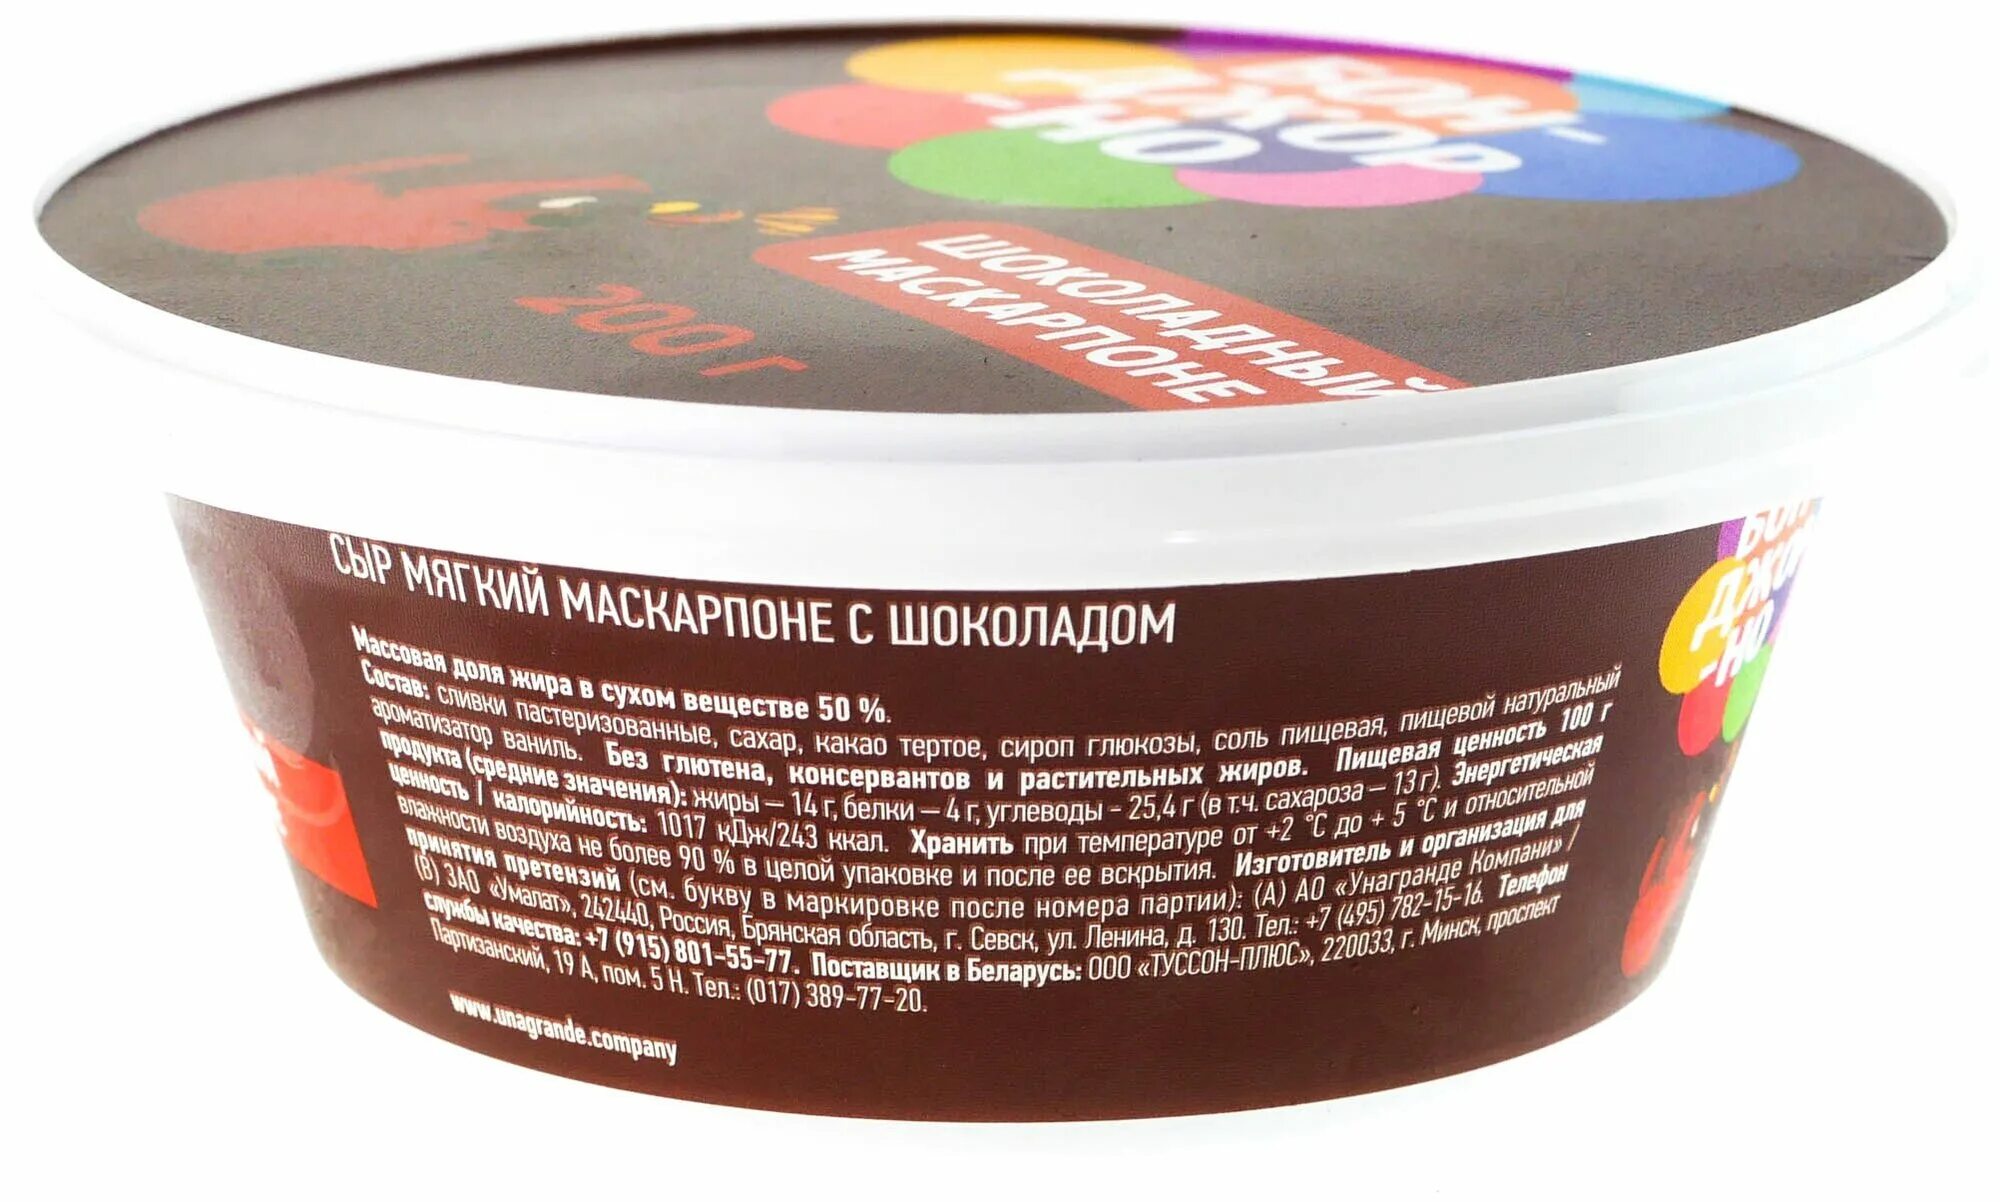 БОН-
ДЖОР
-НО
ШОКОЛАДНЫЙ
МАСКАРПОНЕ
200 г
СЫР МЯГКИЙ МАСКАРПОНЕ С ШОКОЛАДОМ
Массовая доля жира в сухом веществе 50 %.
Состав: сливки пастеризованные, сахар, какао тертое, сироп глюкозы, соль пищевая, пищевой натуральный
ароматизатор ваниль. Без глютена, консервантов и растительных жиров. Пищевая ценность 100 г
продукта (средние значения): жиры – 14 г, белки – 4 г, углеводы - 25,4 г (в т.ч. сахароза – 13 г). Энергетическая
ценность / калорийность: 1017 кДж/243 ккал. Хранить при температуре от +2 °C до + 5 °C и относительной
влажности воздуха не более 90 % в целой упаковке и после ее вскрытия. Изготовитель и организация для
принятия претензий (см. букву в маркировке после номера партии): (А) АО «Унагранде Компани» /
(В) ЗАО «Умалат», 242440, Россия, Брянская область, г. Севск, ул. Ленина, д. 130. Тел.: +7 (495) 782-15-16. Телефон
службы качества: +7 (915) 801-55-77. Поставщик в Беларусь: ООО «ТУССОН-ПЛЮС», 220033, г. Минск, проспект
Партизанский, 19 А, пом. 5 Н. Тел.: (017) 389-77-20.
www.unagrande.company
БОН
ДЖО
-НО